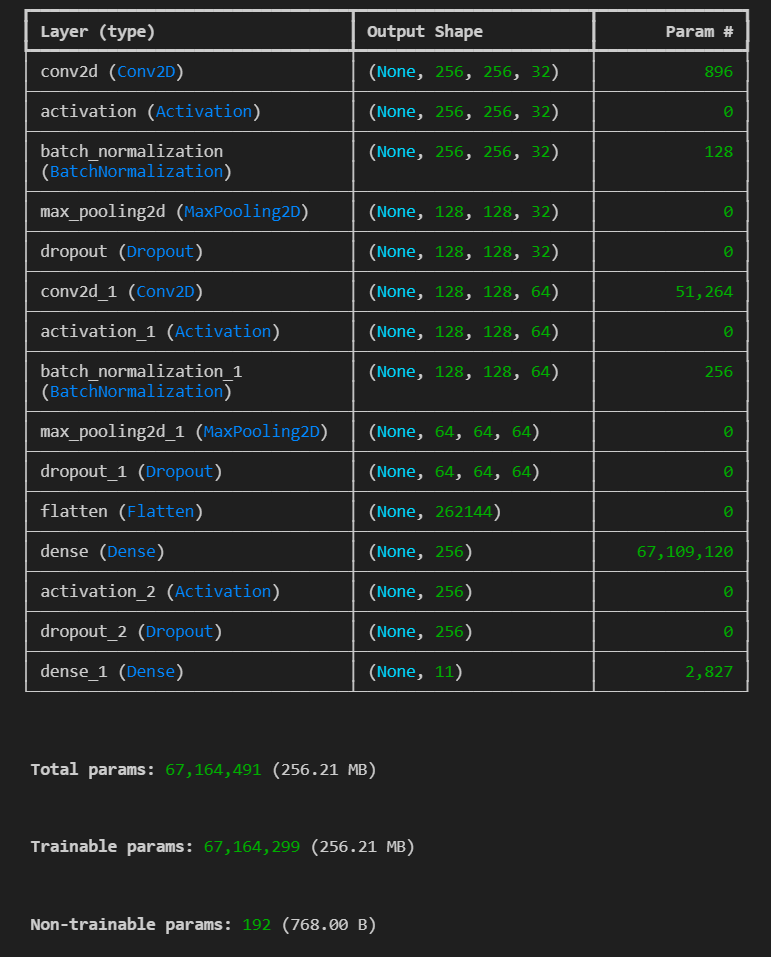 Layer (type) Output Shape Param #
conv2d (Conv2D) (None, 256, 256, 32) 896
activation (Activation) (None, 256, 256, 32) 0
batch_normalization (None, 256, 256, 32) 128
(BatchNormalization)
max_pooling2d (MaxPooling2D) (None, 128, 128, 32) 0
dropout (Dropout) (None, 128, 128, 32) 0
conv2d_1 (Conv2D) (None, 128, 128, 64) 51,264
activation_1 (Activation) (None, 128, 128, 64) 0
batch_normalization_1 (None, 128, 128, 64) 256
(BatchNormalization)
max_pooling2d_1 (MaxPooling2D) (None, 64, 64, 64) 0
dropout_1 (Dropout) (None, 64, 64, 64) 0
flatten (Flatten) (None, 262144) 0
dense (Dense) (None, 256) 67,109,120
activation_2 (Activation) (None, 256) 0
dropout_2 (Dropout) (None, 256) 0
dense_1 (Dense) (None, 11) 2,827
Total params: 67,164,491 (256.21 MB)
Trainable params: 67,164,299 (256.21 MB)
Non-trainable params: 192 (768.00 B)